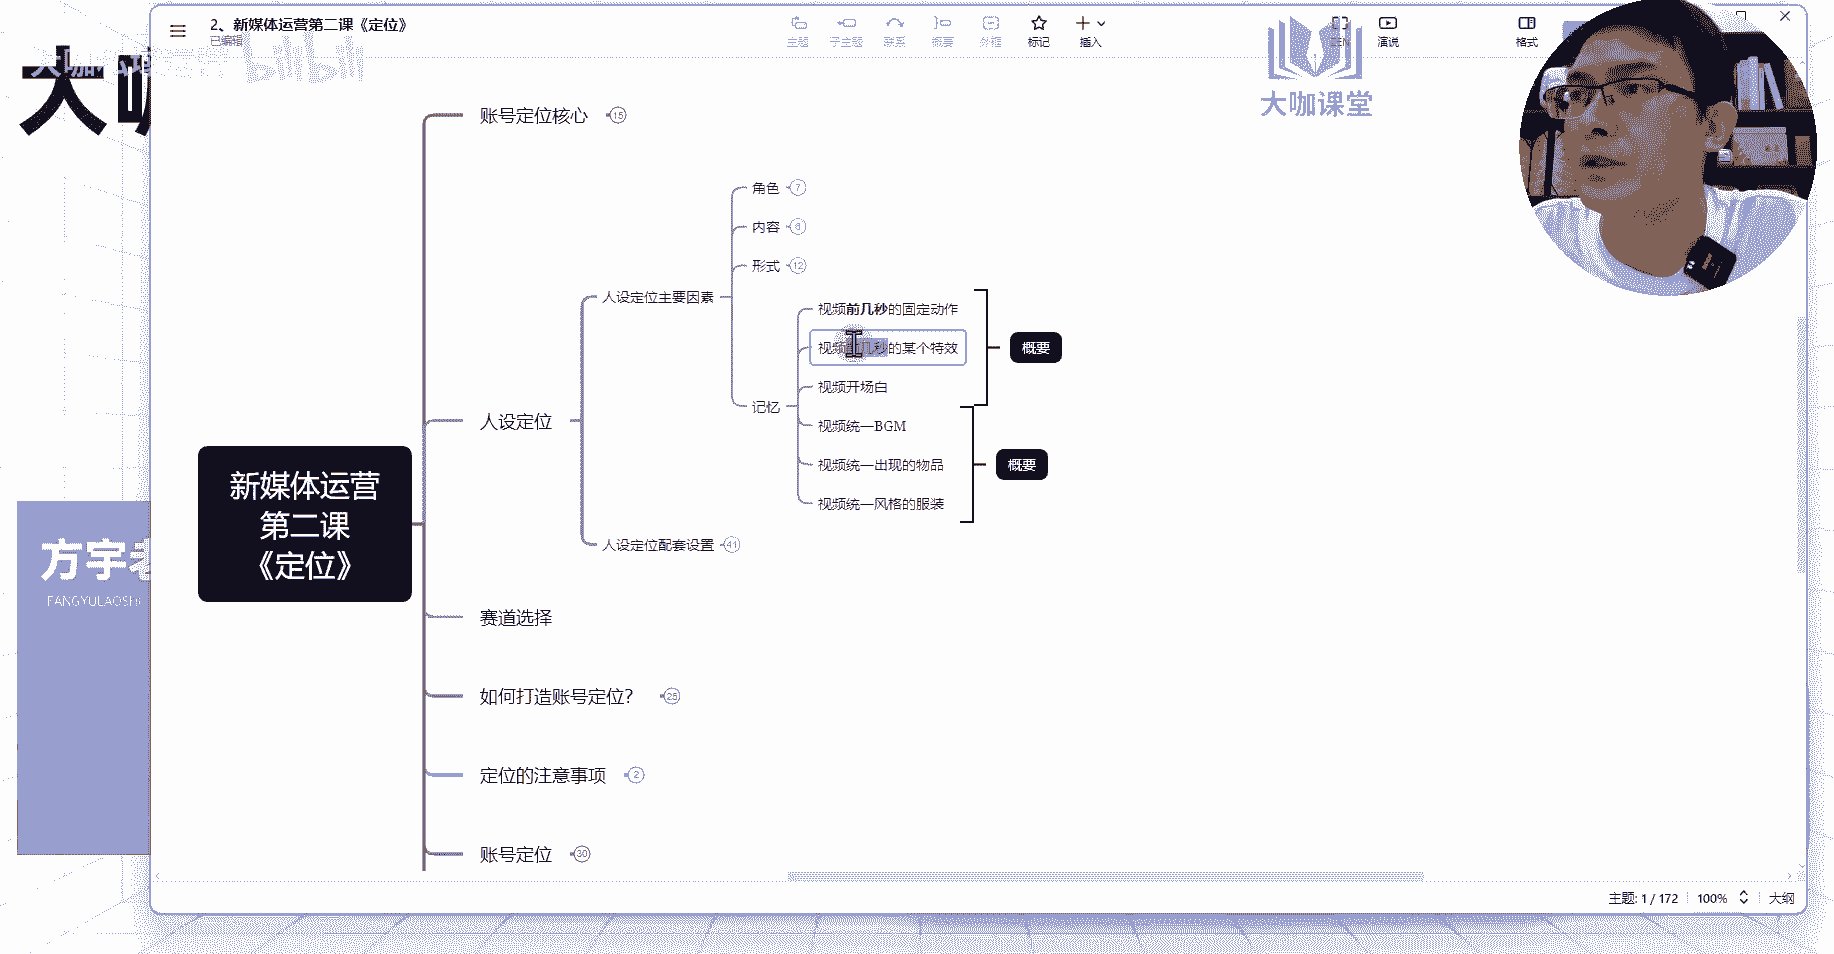 2、新媒体运营第二课《定位》
已编辑
主题
子主题
联系
概要
外框
标记
插入
ZEN
演说
格式
大咖
bilibili
大咖课堂
账号定位核心 15
角色 7
内容
形式 12
人设定位主要因素
视频前几秒的固定动作
视频前几秒的某个特效
概要
视频开场白
记忆
人设定位
视频统一BGM
视频统一出现的物品
概要
视频统一风格的服装
新媒体运营
第二课
《定位》
人设定位配套设置 41
方宇老
FANGYULAOSHI
赛道选择
如何打造账号定位? 25
定位的注意事项 2
账号定位 30
主题: 1 / 172
100%
大纲